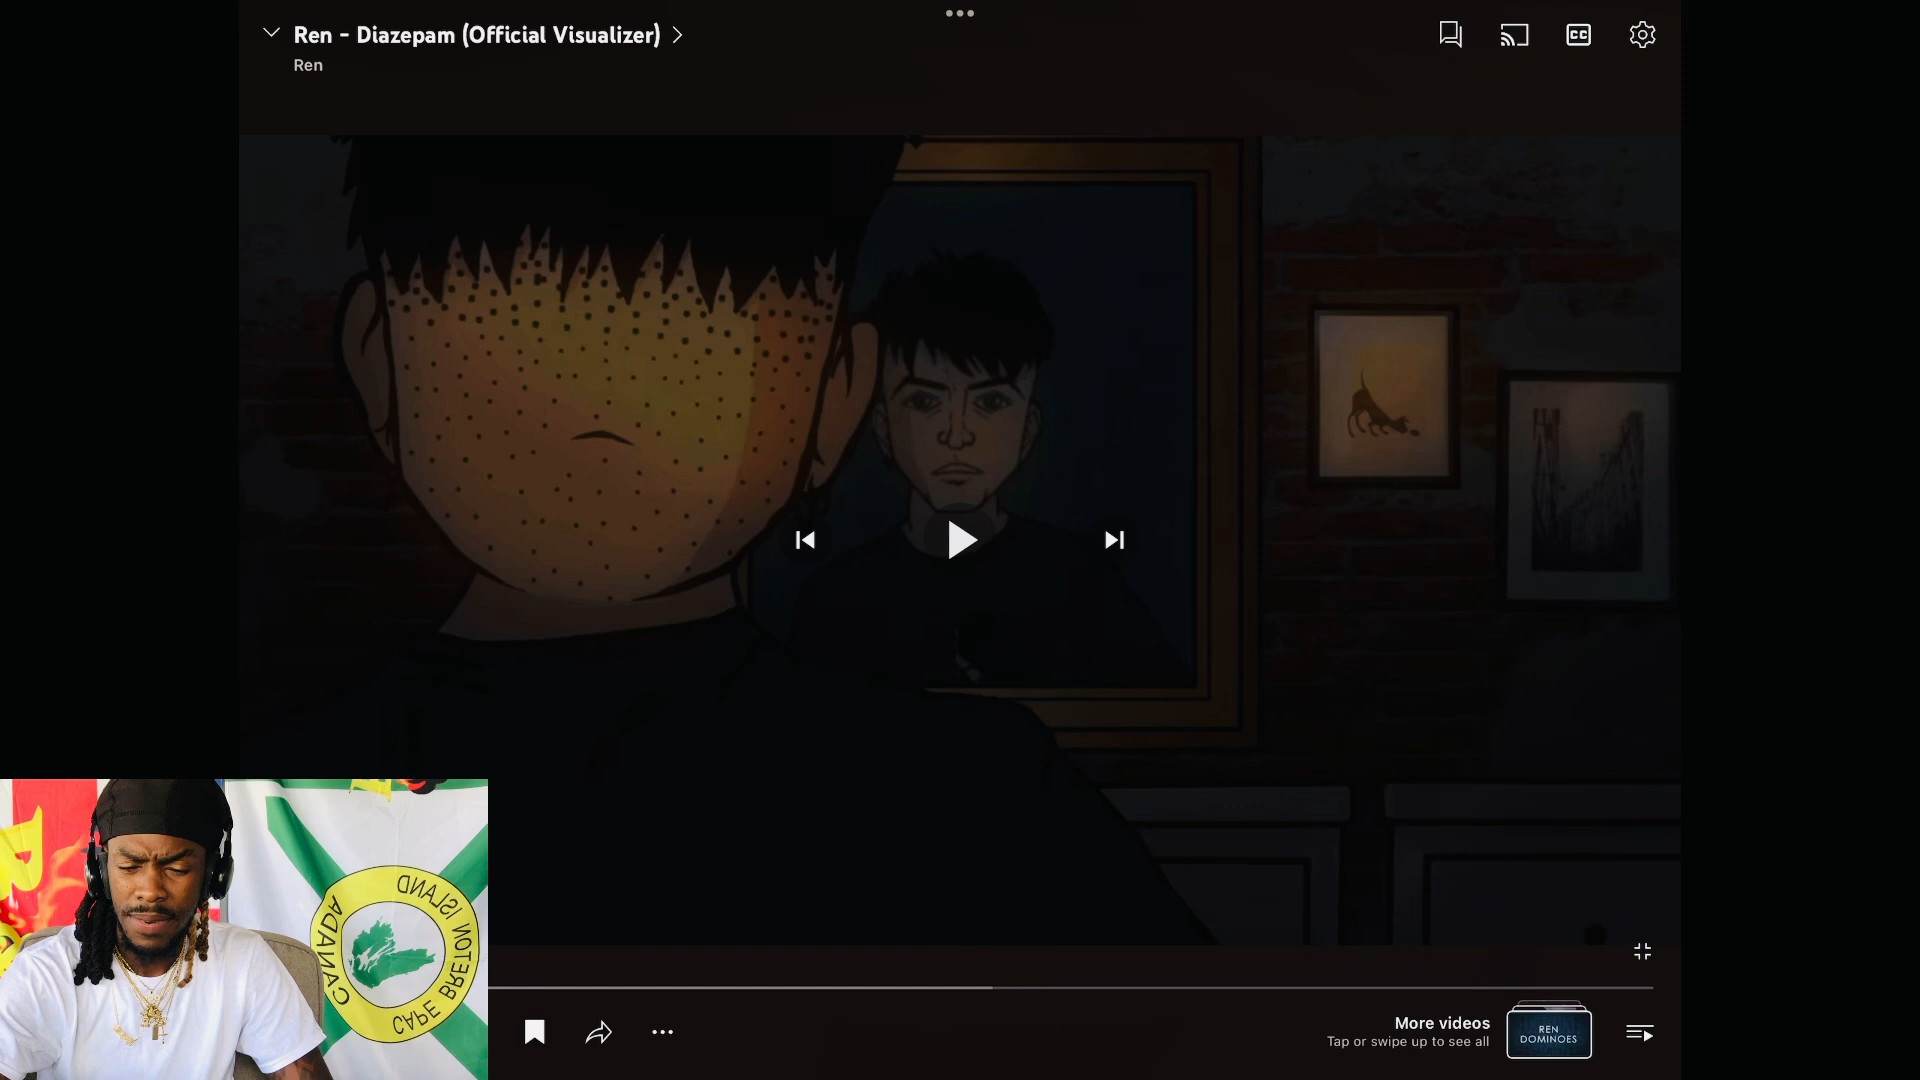 Ren - Diazepam (Official Visualizer)
Ren
CC
CANADA
CAPE BRETON ISLAND
More videos
Tap or swipe up to see all
REN
DOMINOES